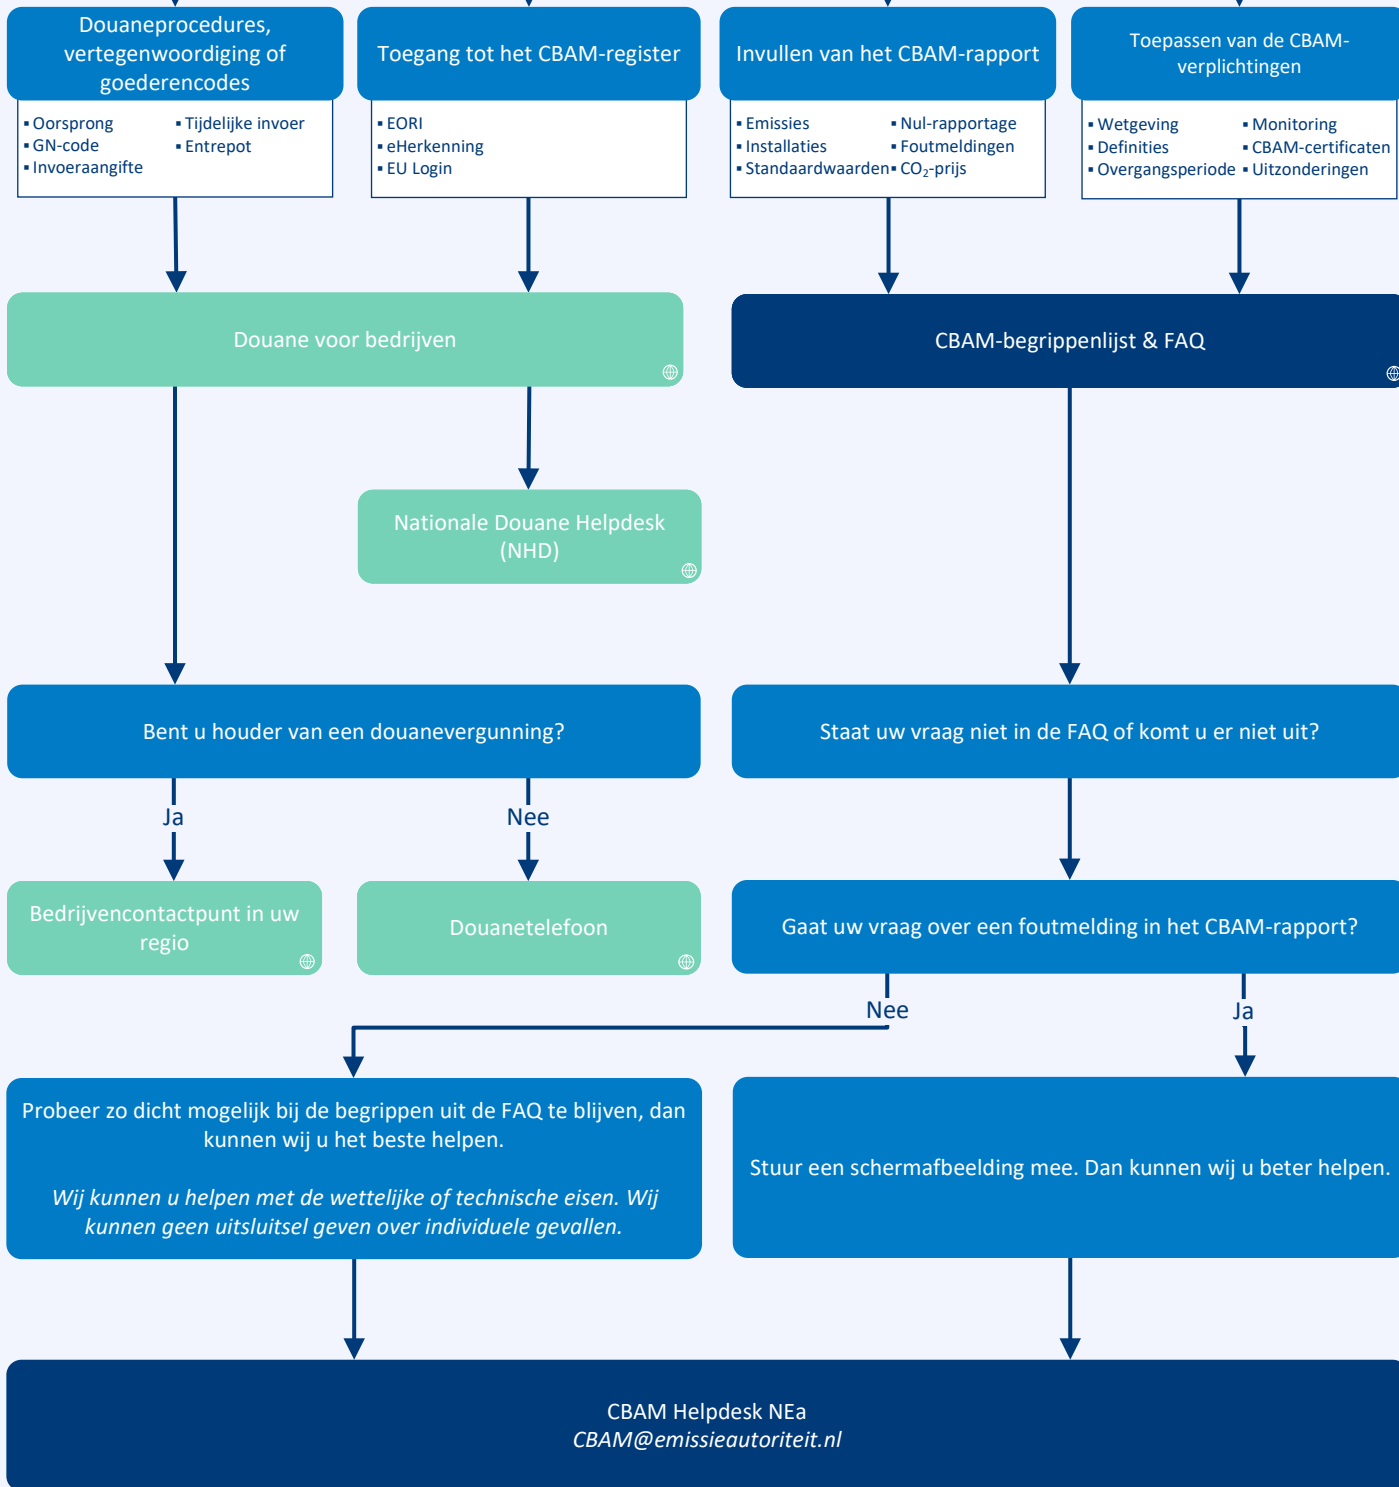 Douaneprocedures,
vertegenwoordiging of
goederencodes
Toegang tot het CBAM-register
Invullen van het CBAM-rapport
Toepassen van de CBAM-
verplichtingen
▪ Oorsprong
▪ GN-code
▪ Invoeraangifte
▪ Tijdelijke invoer
▪ Entrepot
▪ EORI
▪ eHerkenning
▪ EU Login
▪ Emissies
▪ Installaties
▪ Standaardwaarden
▪ Nul-rapportage
▪ Foutmeldingen
▪ CO₂-prijs
▪ Wetgeving
▪ Definities
▪ Overgangsperiode
▪ Monitoring
▪ CBAM-certificaten
▪ Uitzonderingen
Douane voor bedrijven
CBAM-begrippenlijst & FAQ
Nationale Douane Helpdesk
(NHD)
Bent u houder van een douanevergunning?
Staat uw vraag niet in de FAQ of komt u er niet uit?
Ja
Nee
Bedrijvencontactpunt in uw
regio
Douanetelefoon
Gaat uw vraag over een foutmelding in het CBAM-rapport?
Nee
Ja
Probeer zo dicht mogelijk bij de begrippen uit de FAQ te blijven, dan
kunnen wij u het beste helpen.
Wij kunnen u helpen met de wettelijke of technische eisen. Wij
kunnen geen uitsluitsel geven over individuele gevallen.
Stuur een schermafbeelding mee. Dan kunnen wij u beter helpen.
CBAM Helpdesk NEa
CBAM@emissieautoriteit.nl